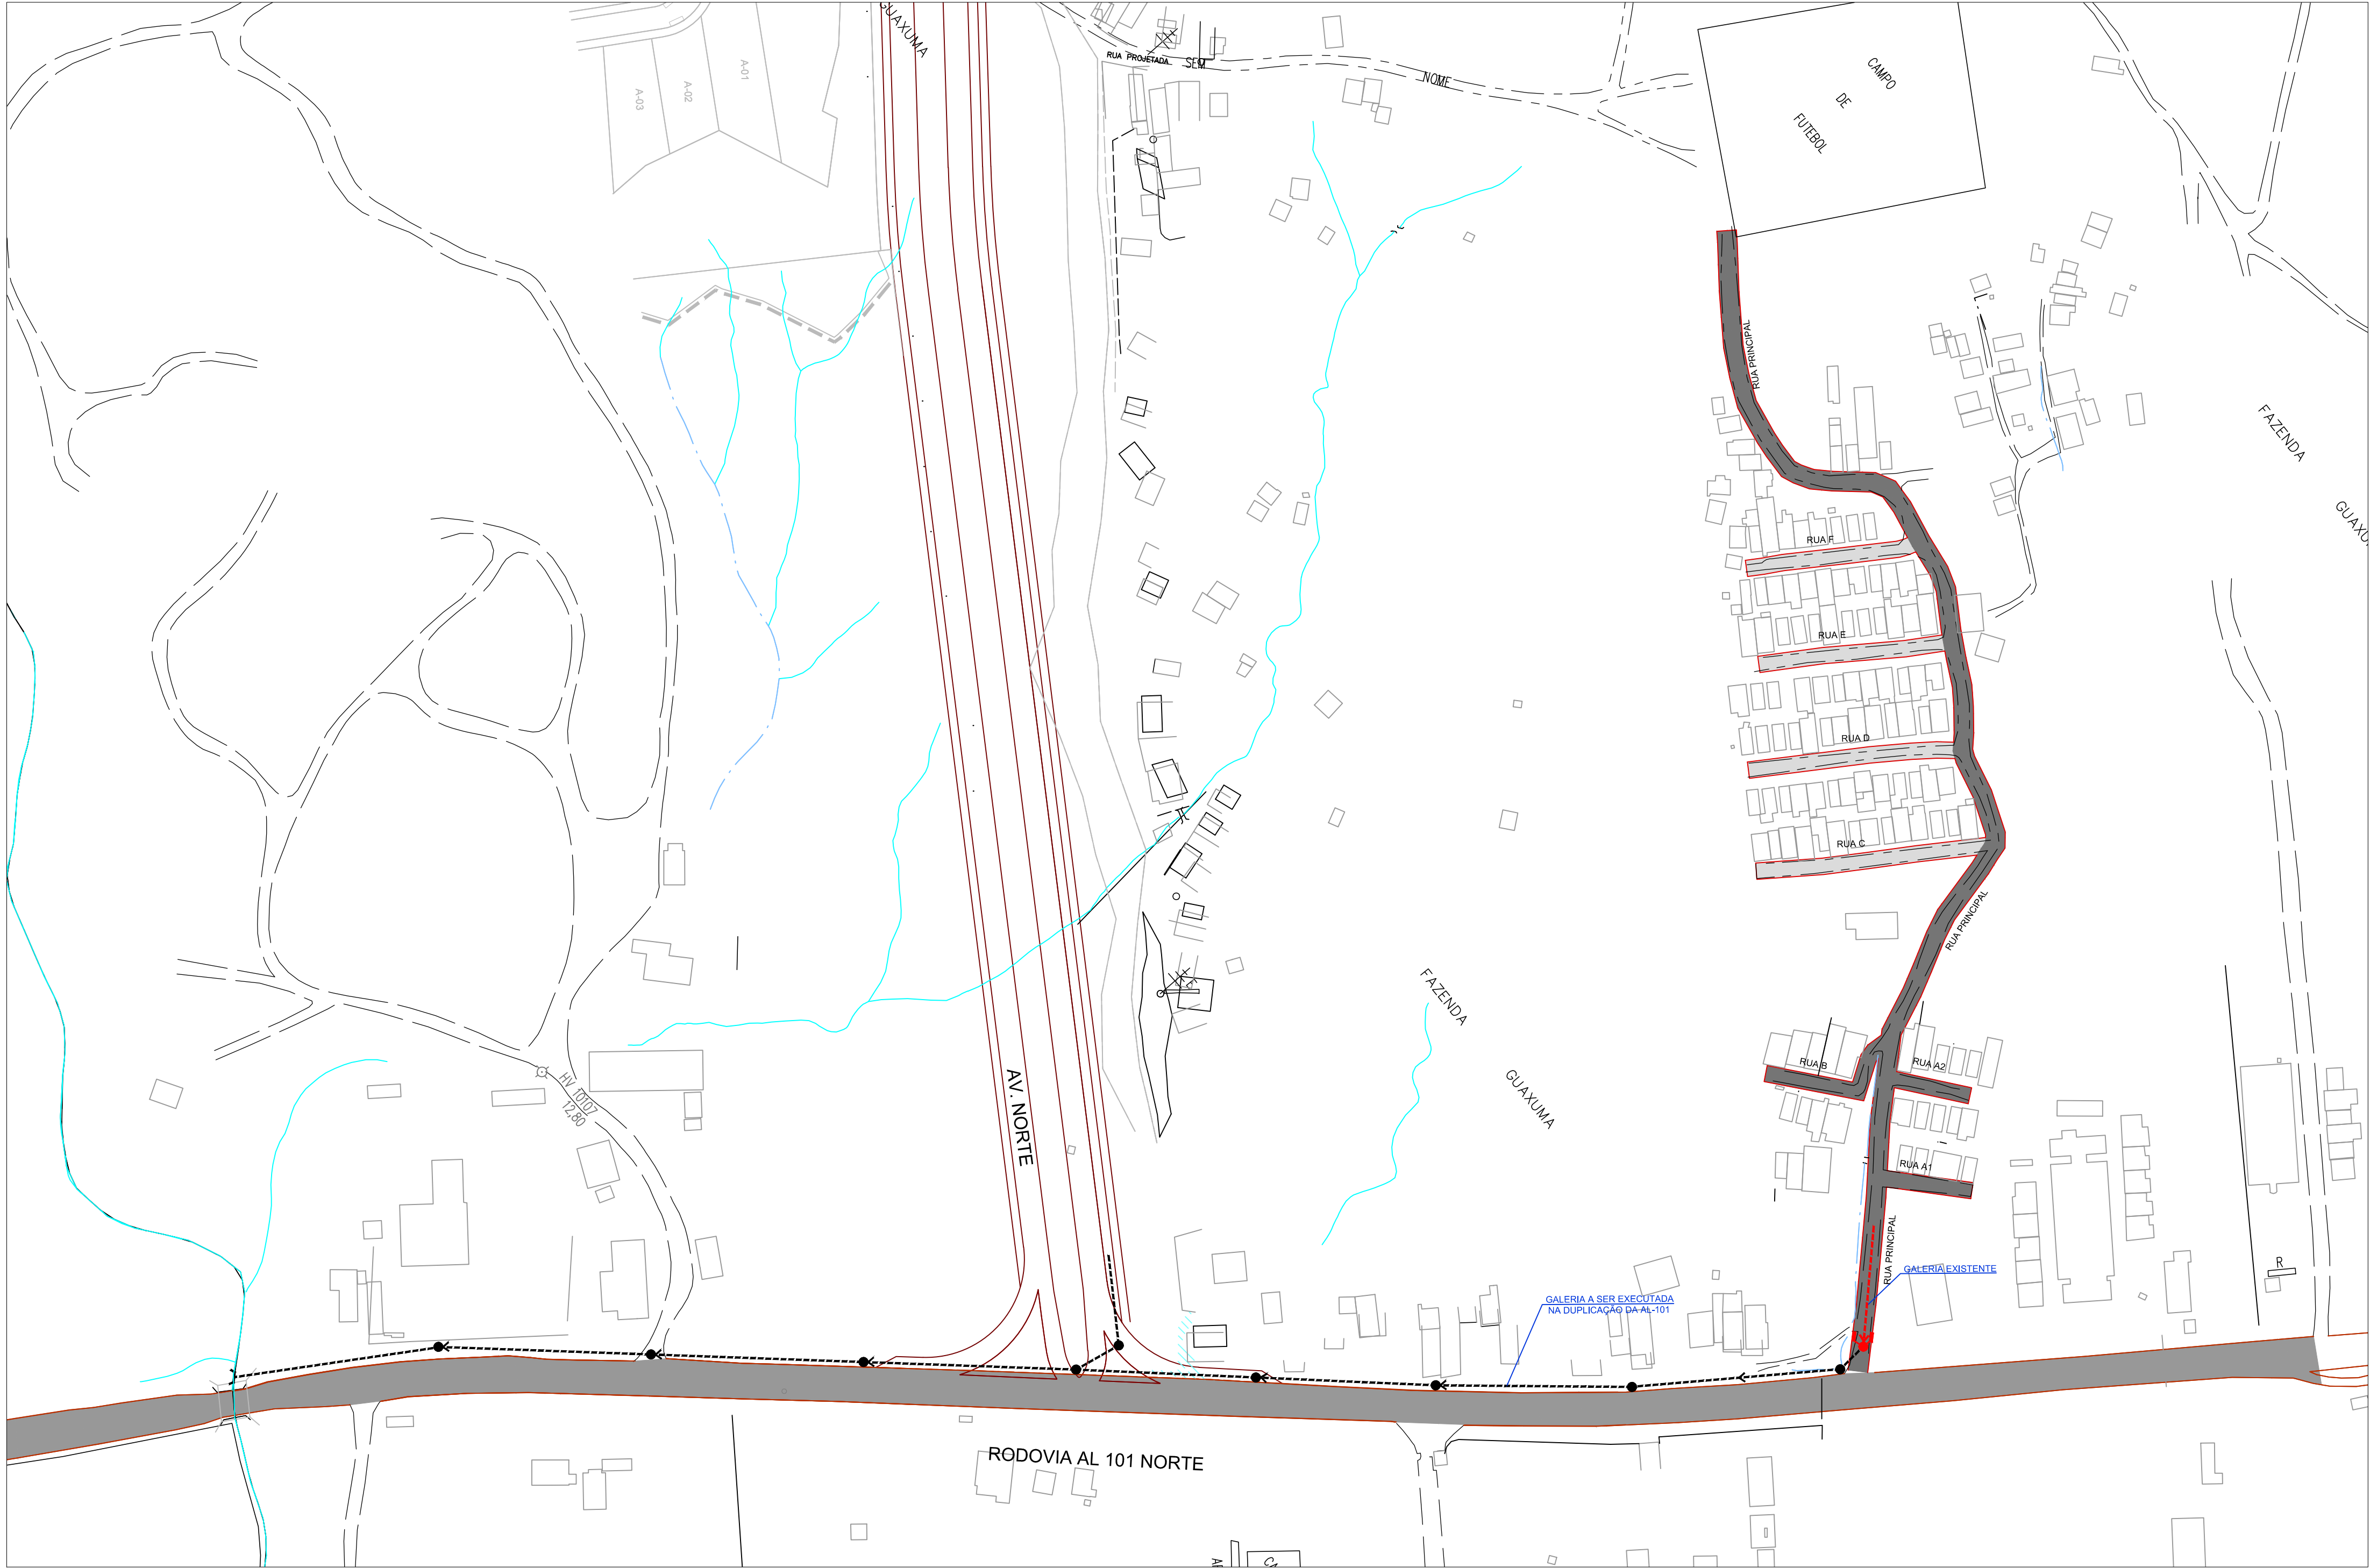 GUAXUMA
A-01
A-02
A-03
RUA PROJETADA
SEM
NOME
CAMPO
DE
FUTEBOL
RUA PRINCIPAL
FAZENDA
RUA F
RUA E
RUA D
RUA C
RUA PRINCIPAL
FAZENDA
GUAXUMA
RUA B
RUA A2
RUA A1
HV 10107
12,80
AV. NORTE
RUA PRINCIPAL
R
GALERIA EXISTENTE
GALERIA A SER EXECUTADA
NA DUPLICAÇÃO DA AL-101
RODOVIA AL 101 NORTE